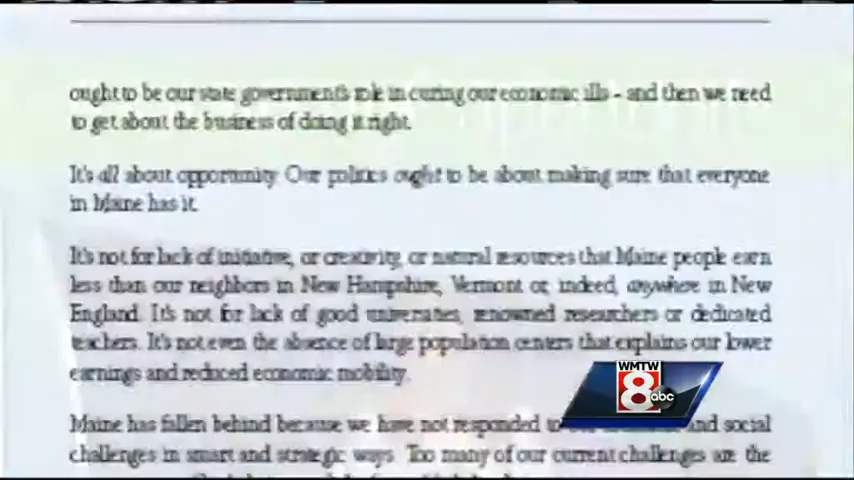 ought to be our state government's role in curing our economic ills - and then we need
to get about the business of doing it right.
It's all about opportunity. Our politics ought to be about making sure that everyone
in Maine has it.
It's not for lack of initiative, or creativity, or natural resources that Maine people earn
less than our neighbors in New Hampshire, Vermont or, indeed, anywhere in New
England. It's not for lack of good universities, renowned researchers or dedicated
teachers. It's not even the absence of large population centers that explains our lower
earnings and reduced economic mobility.
Maine has fallen behind because we have not responded to and social
challenges in smart and strategic ways. Too many of our current challenges are the
WMTW
8 abc